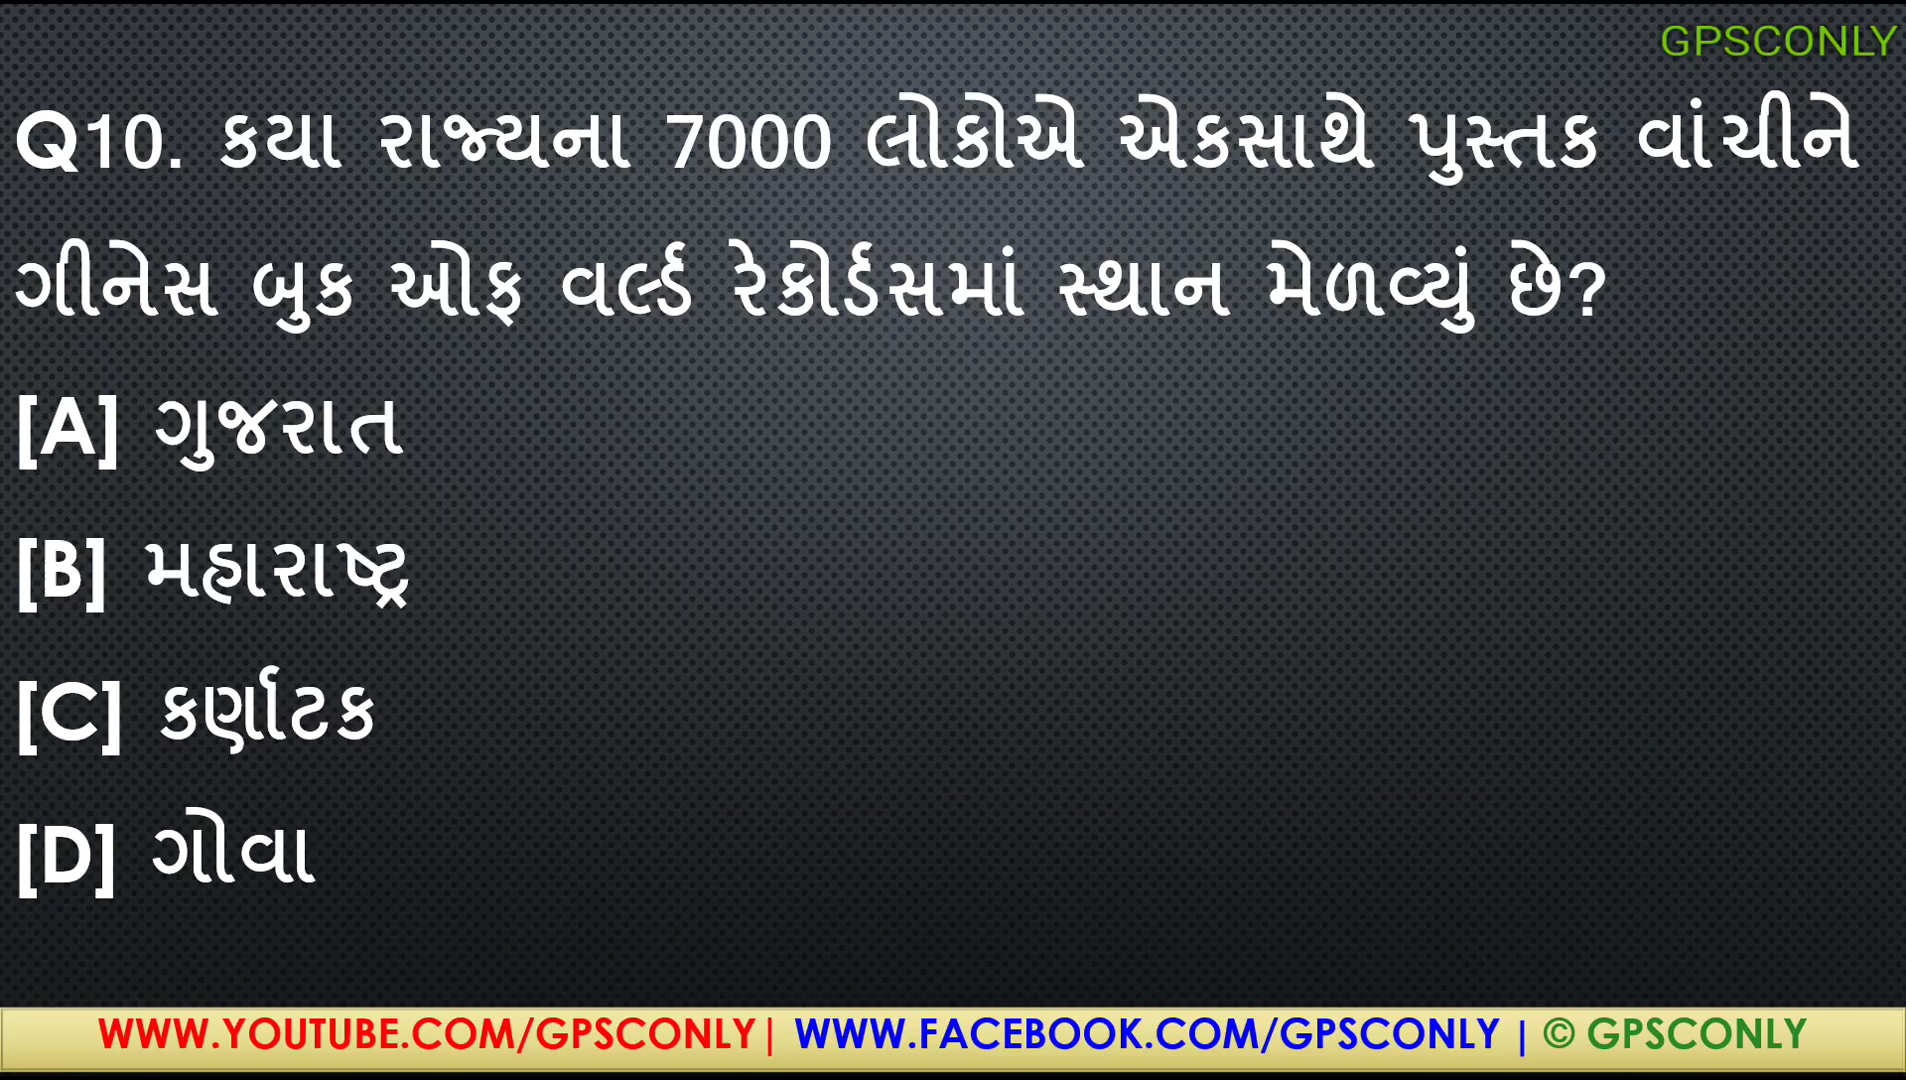 GPSCONLY
Q10. કયા રાજ્યના 7000 લોકોએ એકસાથે પુસ્તક વાંચીને
ગીનેસ બુક ઓફ વર્લ્ડ રેકોર્ડસમાં સ્થાન મેળવ્યું છે?
[A] ગુજરાત
[B] મહારાષ્ટ્ર
[C] કર્ણાટક
[D] ગોવા
WWW.YOUTUBE.COM/GPSCONLY| WWW.FACEBOOK.COM/GPSCONLY | © GPSCONLY